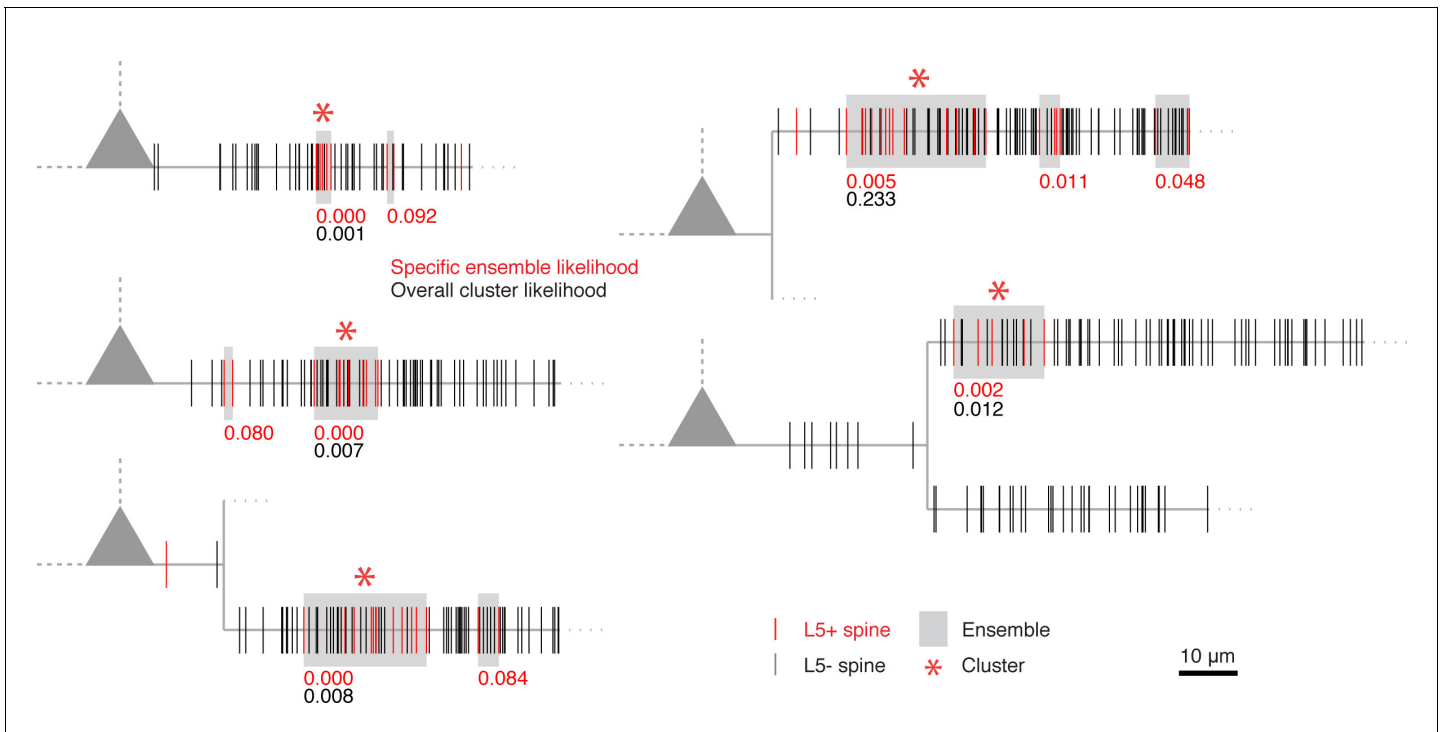 0.000 0.092
0.001
Specific ensemble likelihood
Overall cluster likelihood
0.080 0.000
0.007
0.000 0.084
0.008
0.005 0.011 0.048
0.233
0.002
0.012
L5+ spine Ensemble
L5- spine Cluster
10 µm